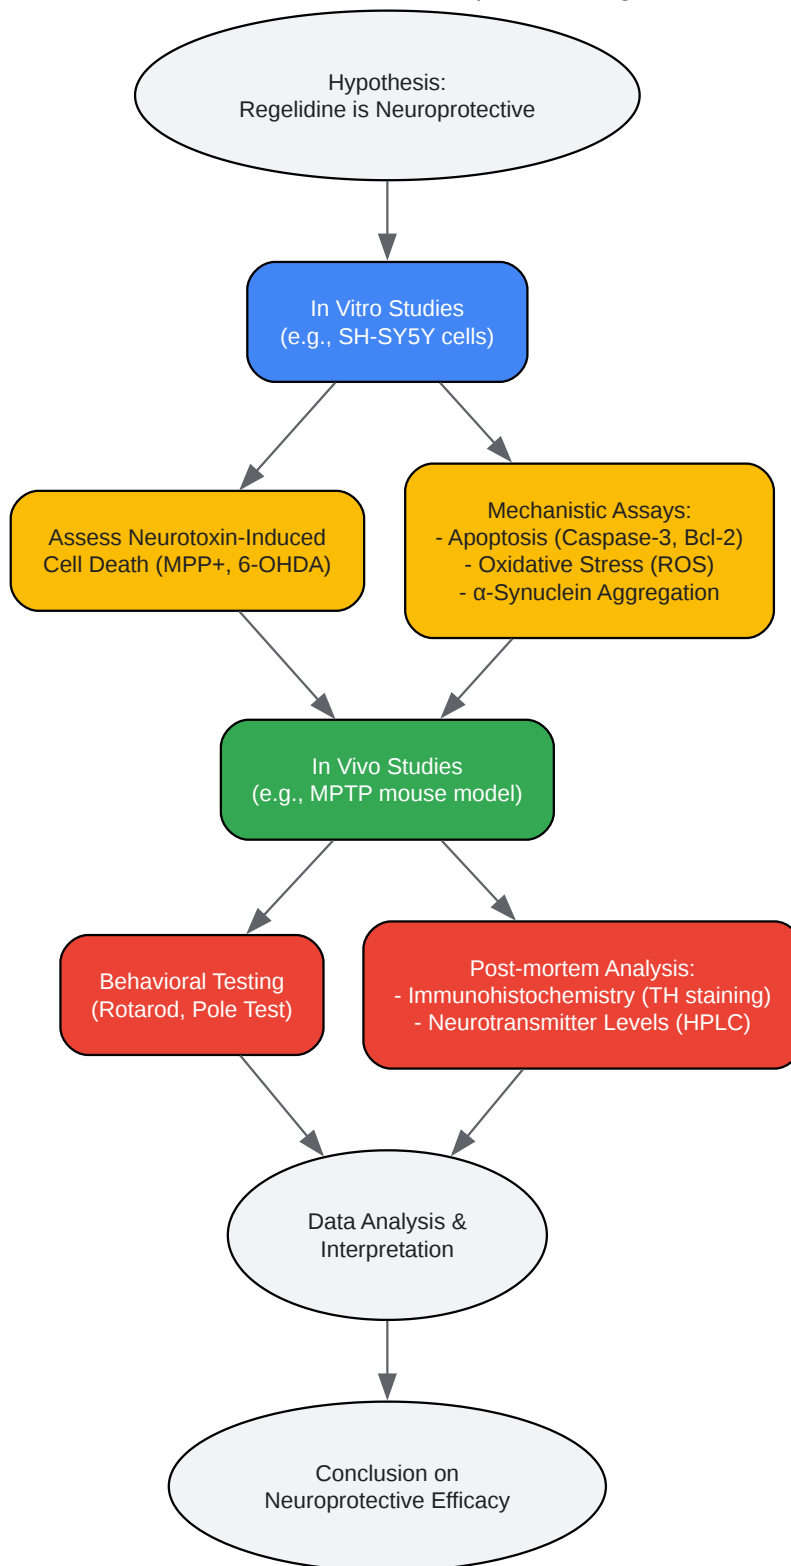 Hypothesis:
Regelidine is Neuroprotective
In Vitro Studies
(e.g., SH-SY5Y cells)
Assess Neurotoxin-Induced
Cell Death (MPP+, 6-OHDA)
Mechanistic Assays:
- Apoptosis (Caspase-3, Bcl-2)
- Oxidative Stress (ROS)
- α-Synuclein Aggregation
In Vivo Studies
(e.g., MPTP mouse model)
Behavioral Testing
(Rotarod, Pole Test)
Post-mortem Analysis:
- Immunohistochemistry (TH staining)
- Neurotransmitter Levels (HPLC)
Data Analysis &
Interpretation
Conclusion on
Neuroprotective Efficacy